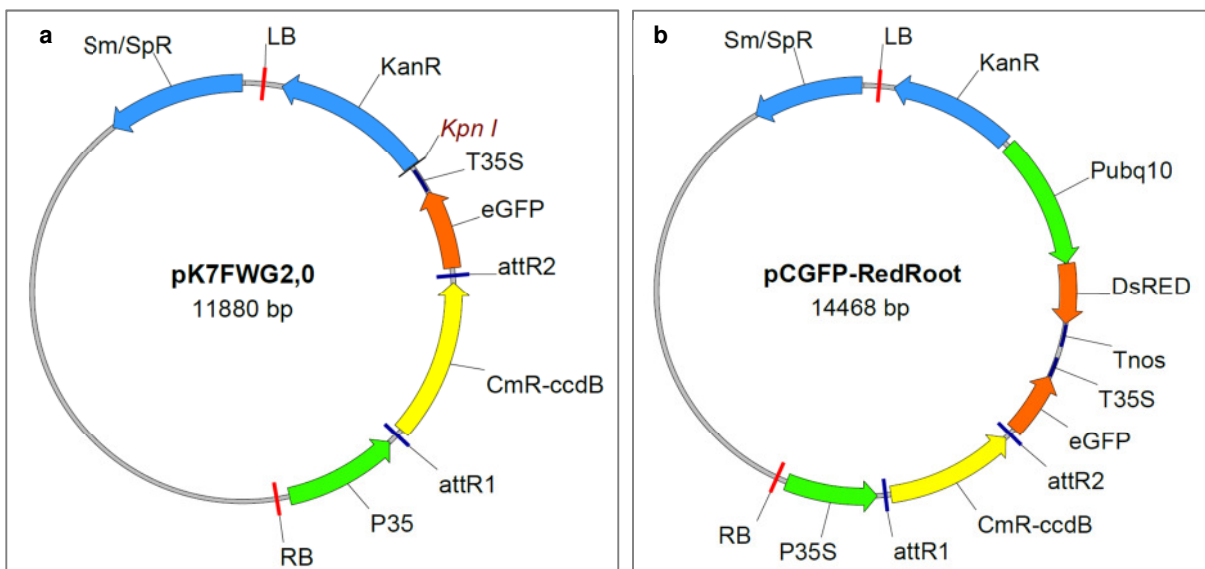 a
Sm/SpR
LB
KanR
Kpn I
T35S
eGFP
attR2
pK7FWG2,0
11880 bp
CmR-ccdB
attR1
P35
RB
b
Sm/SpR
LB
KanR
Pubq10
pCGFP-RedRoot
14468 bp
DsRED
Tnos
T35S
eGFP
attR2
CmR-ccdB
attR1
P35S
RB